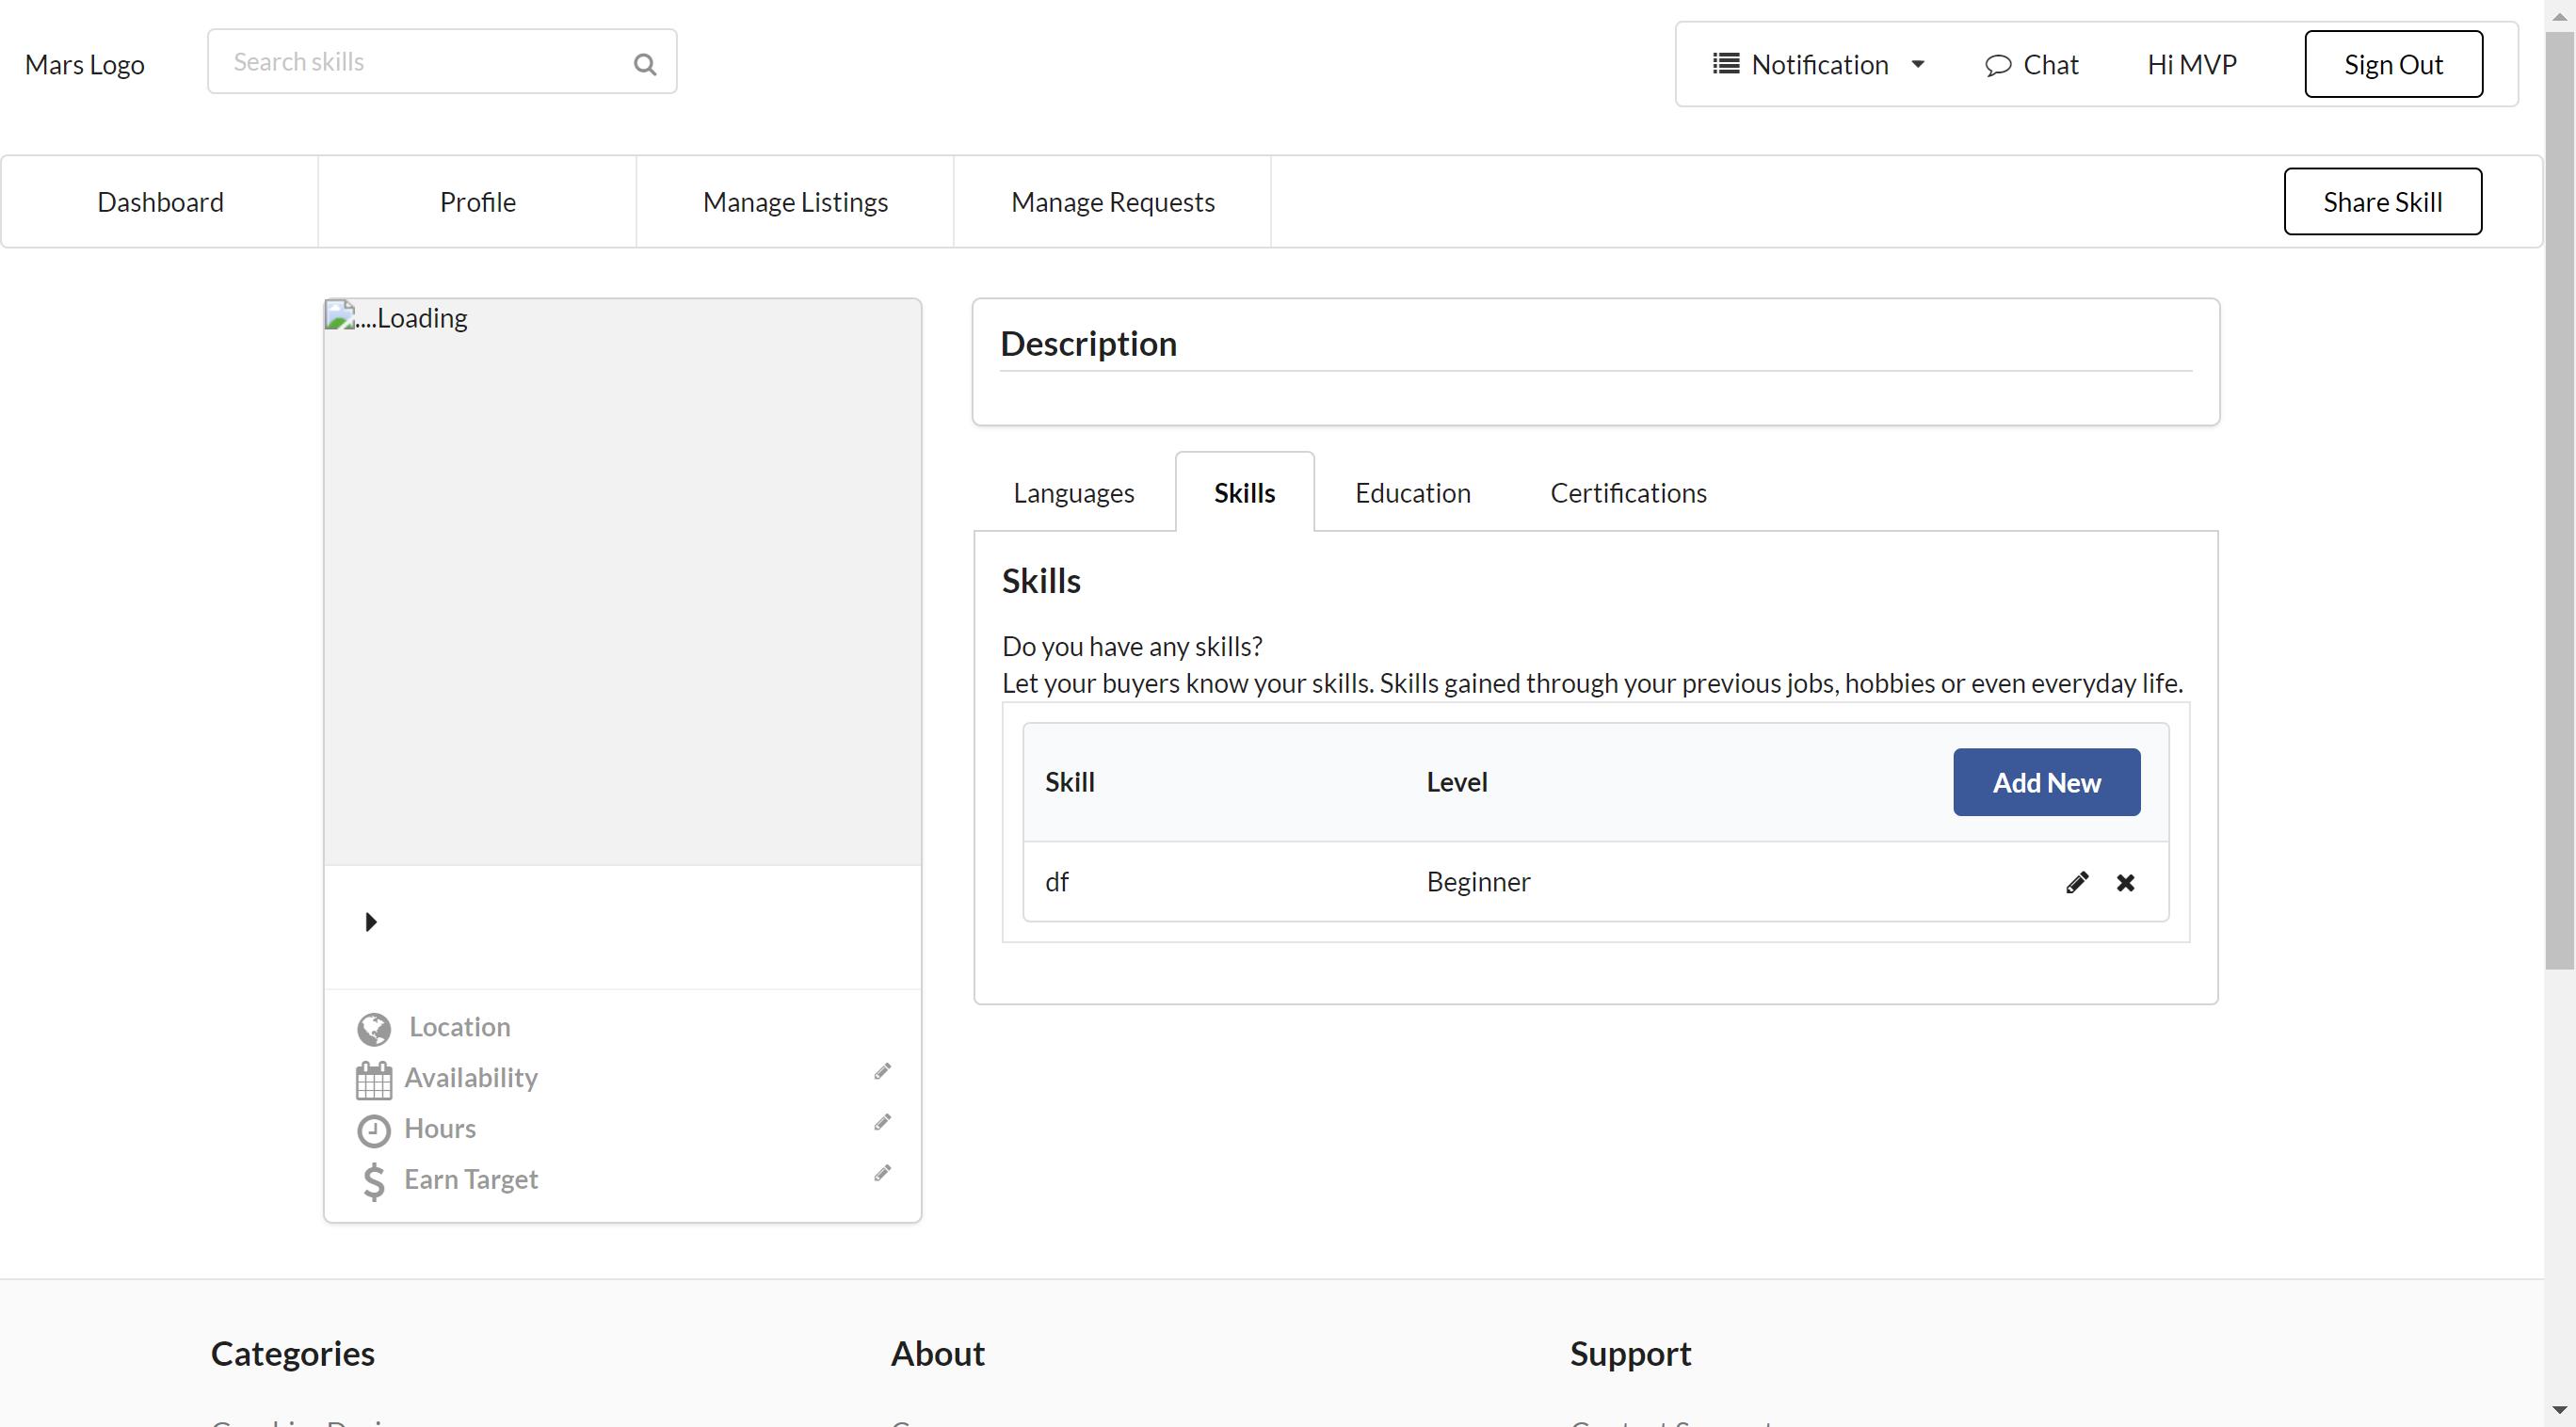 Mars Logo
Search skills
Notification
Chat
Hi MVP
Sign Out
Dashboard
Profile
Manage Listings
Manage Requests
Share Skill
....Loading
Description
Languages
Skills
Education
Certifications
Skills
Do you have any skills?
Let your buyers know your skills. Skills gained through your previous jobs, hobbies or even everyday life.
Skill
Level
Add New
df
Beginner
Location
Availability
Hours
Earn Target
Categories
About
Support